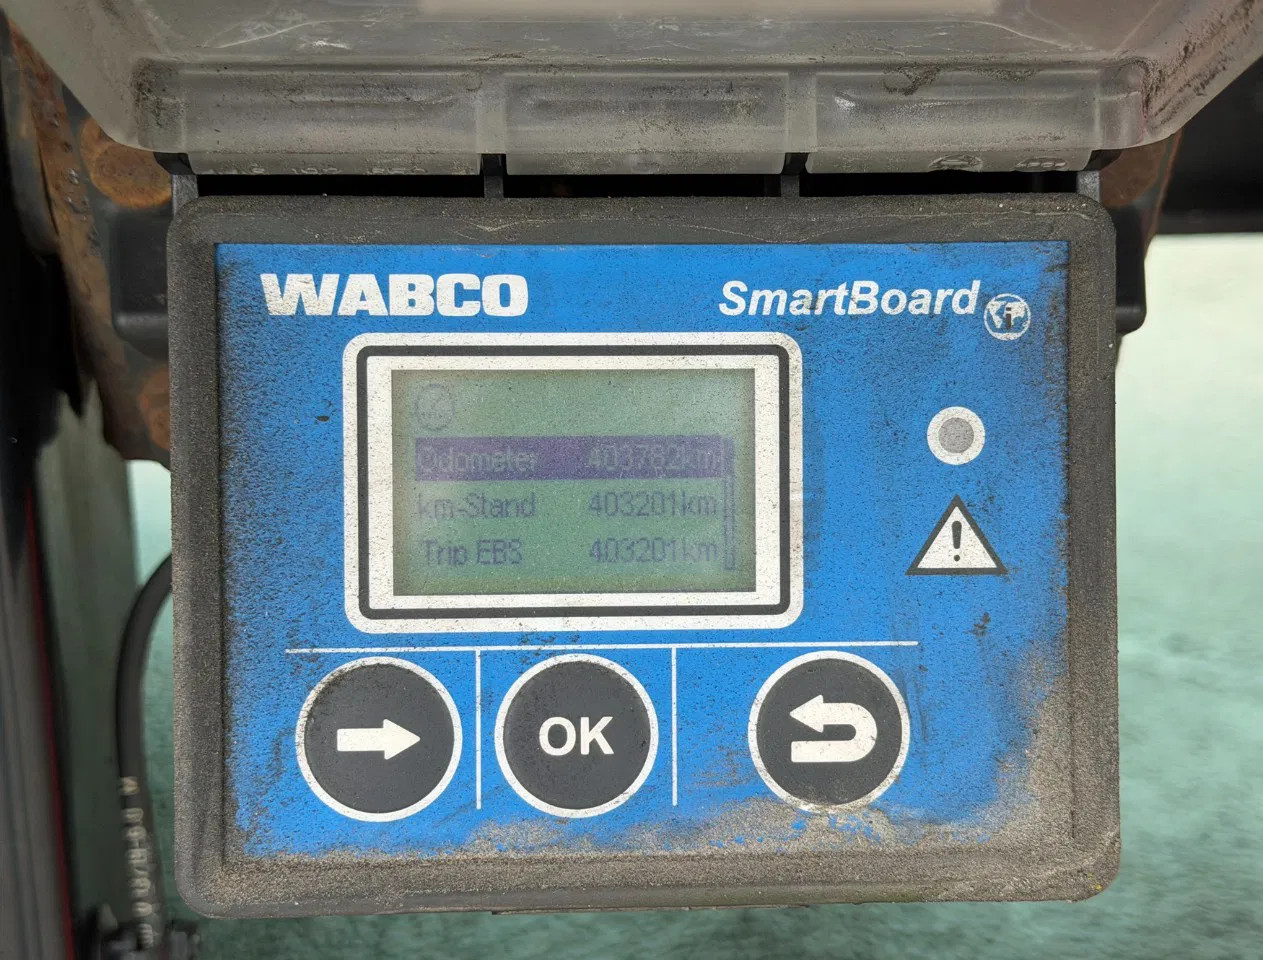 WABCO
SmartBoard
Odometer 403782km
km-Stand 403201km
Trip EBS 403201km
OK